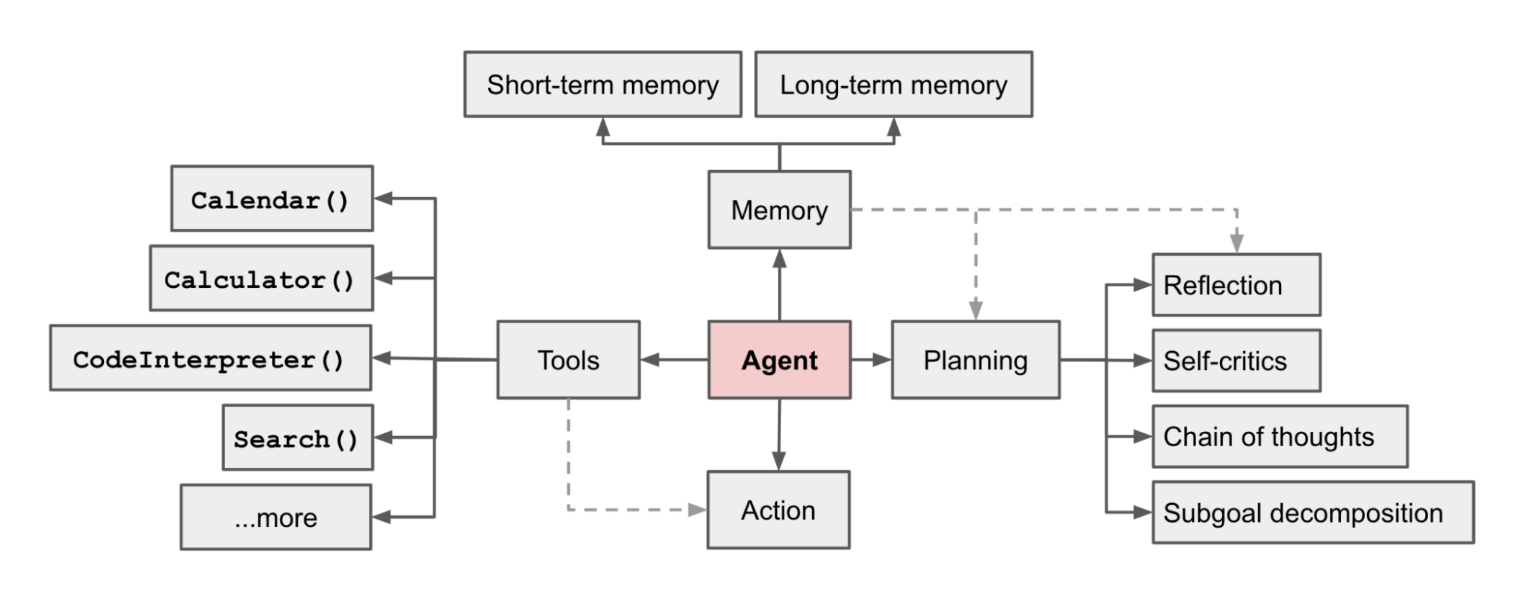 Short-term memory
Long-term memory
Calendar()
Memory
Calculator()
Reflection
CodeInterpreter()
Tools
Agent
Planning
Self-critics
Search()
Chain of thoughts
...more
Action
Subgoal decomposition